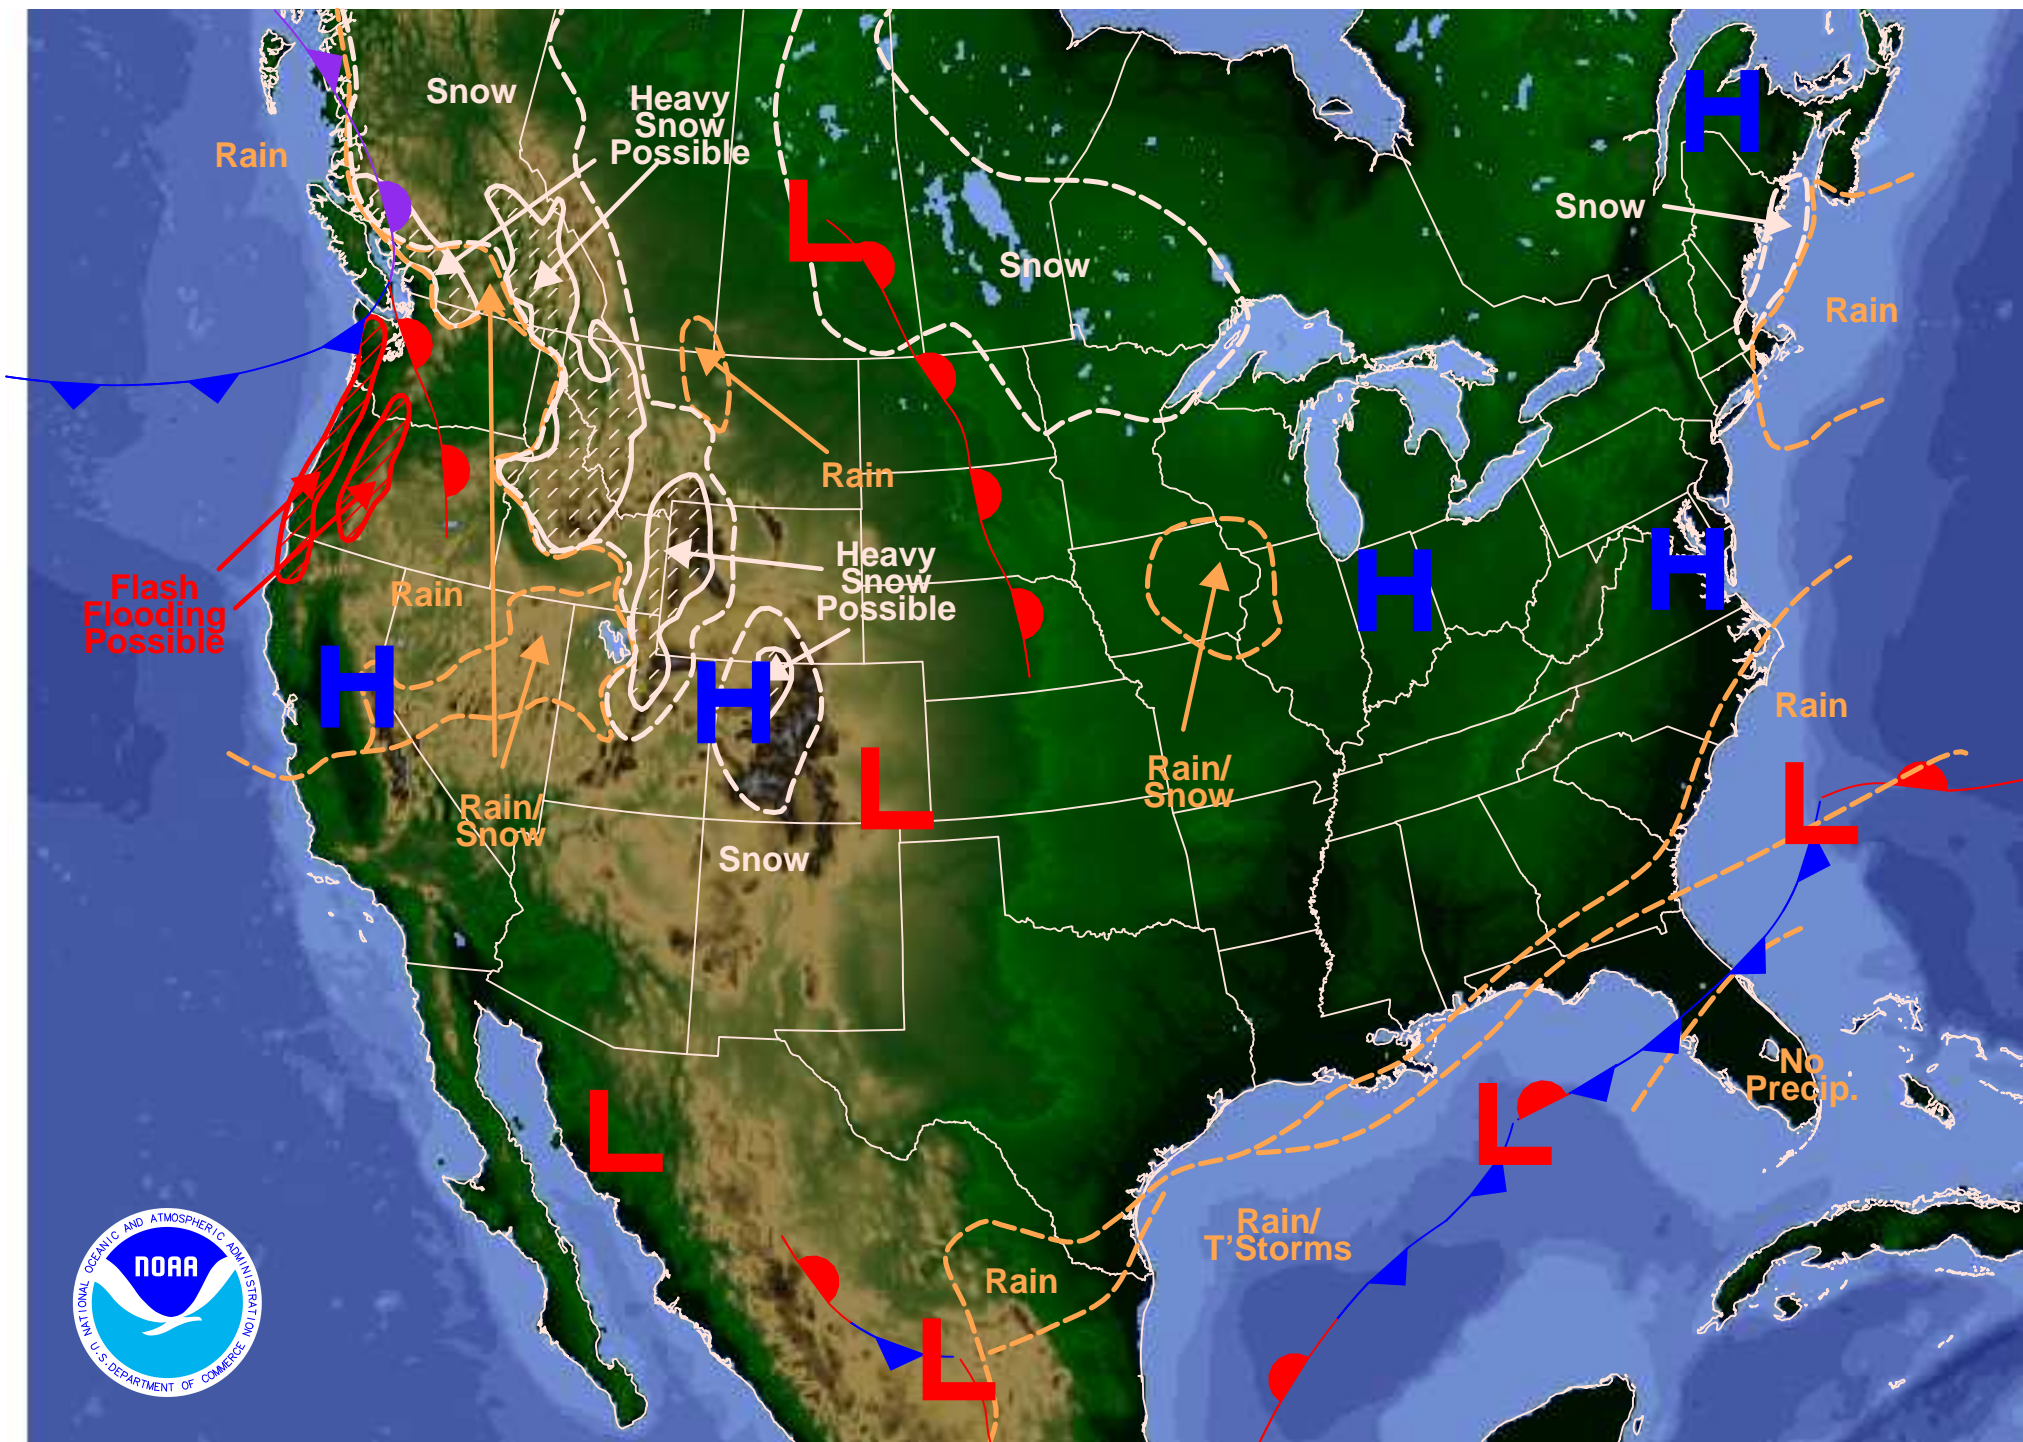 Snow
Heavy
Snow
Possible
Rain
H
L
Snow
Snow
Rain
Rain
Heavy
Snow
Possible
Flash
Flooding
Possible
Rain
H
H
H
H
Rain
L
L
Rain/
Snow
Rain/
Snow
Snow
No
Precip.
L
L
Rain/
T'Storms
Rain
L
NOAA
NATIONAL OCEANIC AND ATMOSPHERIC ADMINISTRATION
U.S. DEPARTMENT OF COMMERCE